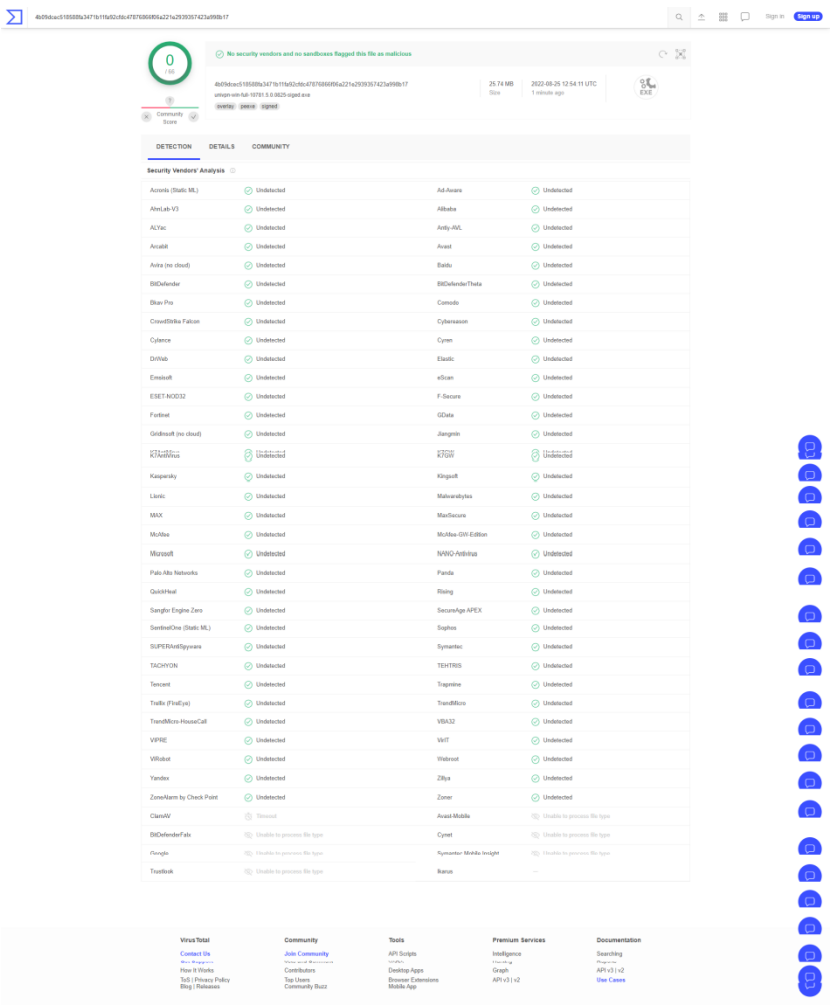 Sign in Sign up
0
/ 66
No security vendors and no sandboxes flagged this file as malicious
25.74 MB
Size
2022-08-25 12:54:11 UTC
1 minute ago
EXE
overlay peexe signed
?
Community
Score
DETECTION DETAILS COMMUNITY
Security Vendors' Analysis
Acronis (Static ML) Undetected Ad-Aware Undetected
AhnLab-V3 Undetected Alibaba Undetected
ALYac Undetected Antiy-AVL Undetected
Arcabit Undetected Avast Undetected
Avira (no cloud) Undetected Baidu Undetected
BitDefender Undetected BitDefenderTheta Undetected
Bkav Pro Undetected Comodo Undetected
CrowdStrike Falcon Undetected Cybereason Undetected
Cylance Undetected Cyren Undetected
DrWeb Undetected Elastic Undetected
Emsisoft Undetected eScan Undetected
ESET-NOD32 Undetected F-Secure Undetected
Fortinet Undetected GData Undetected
Gridinsoft (no cloud) Undetected Jiangmin Undetected
K7AntiVirus Undetected K7GW Undetected
Kaspersky Undetected Kingsoft Undetected
Lionic Undetected Malwarebytes Undetected
MAX Undetected MaxSecure Undetected
McAfee Undetected McAfee-GW-Edition Undetected
Microsoft Undetected NANO-Antivirus Undetected
Palo Alto Networks Undetected Panda Undetected
QuickHeal Undetected Rising Undetected
Sangfor Engine Zero Undetected SecureAge APEX Undetected
SentinelOne (Static ML) Undetected Sophos Undetected
SUPERAntiSpyware Undetected Symantec Undetected
TACHYON Undetected TEHTRIS Undetected
Tencent Undetected Trapmine Undetected
Trellix (FireEye) Undetected TrendMicro Undetected
TrendMicro-HouseCall Undetected VBA32 Undetected
VIPRE Undetected VirIT Undetected
ViRobot Undetected Webroot Undetected
Yandex Undetected Zillya Undetected
ZoneAlarm by Check Point Undetected Zoner Undetected
ClamAV Timeout Avast-Mobile Unable to process file type
BitDefenderFalx Unable to process file type Cynet Unable to process file type
Google Unable to process file type Symantec Mobile Insight Unable to process file type
Trustlook Unable to process file type Ikarus —
VirusTotal Community Tools Premium Services Documentation
Contact Us Join Community API Scripts Intelligence Searching
How It Works Contributors Desktop Apps Graph API v3 | v2
ToS | Privacy Policy Top Users Browser Extensions API v3 | v2 Use Cases
Blog | Releases Community Buzz Mobile App